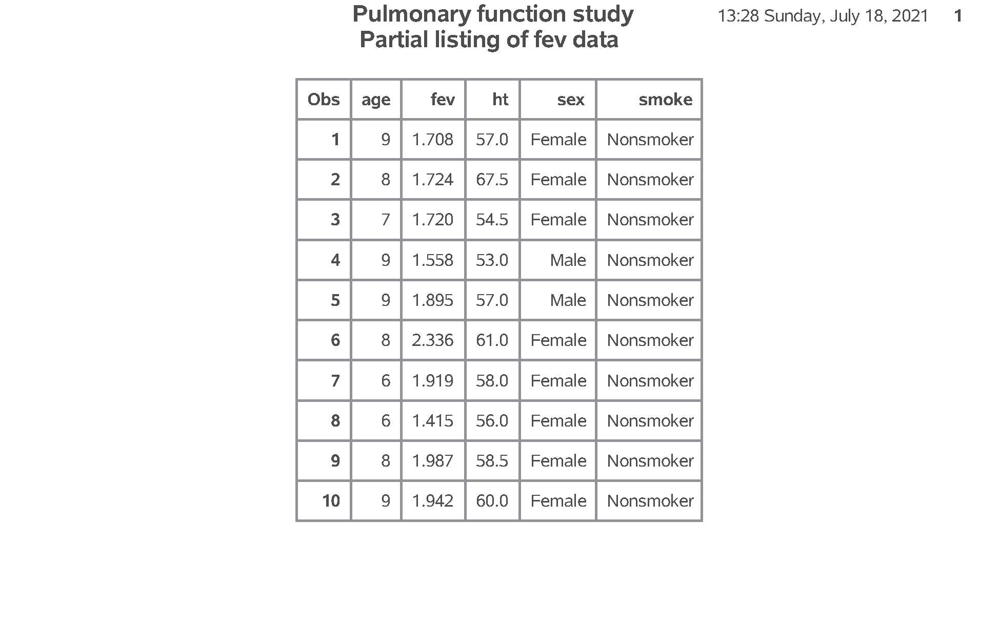 Pulmonary function study 13:28 Sunday, July 18, 2021 1
Partial listing of fev data
Obs age fev ht sex smoke
1 9 1.708 57.0 Female Nonsmoker
2 8 1.724 67.5 Female Nonsmoker
3 7 1.720 54.5 Female Nonsmoker
4 9 1.558 53.0 Male Nonsmoker
5 9 1.895 57.0 Male Nonsmoker
6 8 2.336 61.0 Female Nonsmoker
7 6 1.919 58.0 Female Nonsmoker
8 6 1.415 56.0 Female Nonsmoker
9 8 1.987 58.5 Female Nonsmoker
10 9 1.942 60.0 Female Nonsmoker